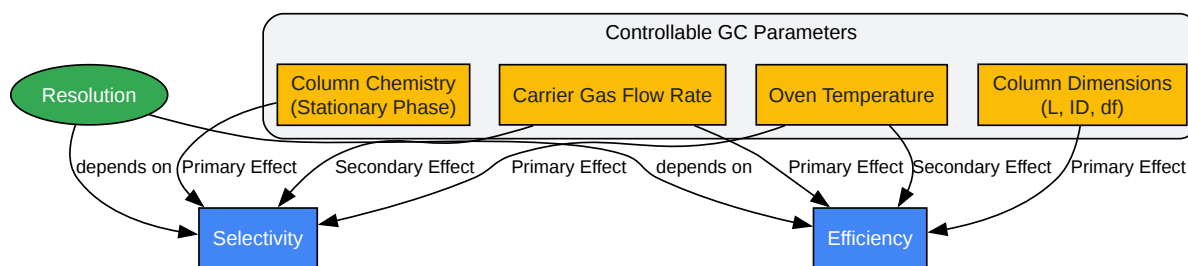 Controllable GC Parameters
Resolution
Column Chemistry
(Stationary Phase)
Carrier Gas Flow Rate
Oven Temperature
Column Dimensions
(L, ID, df)
depends on
Primary Effect
Secondary Effect
Primary Effect
depends on
Primary Effect
Secondary Effect
Primary Effect
Selectivity
Efficiency